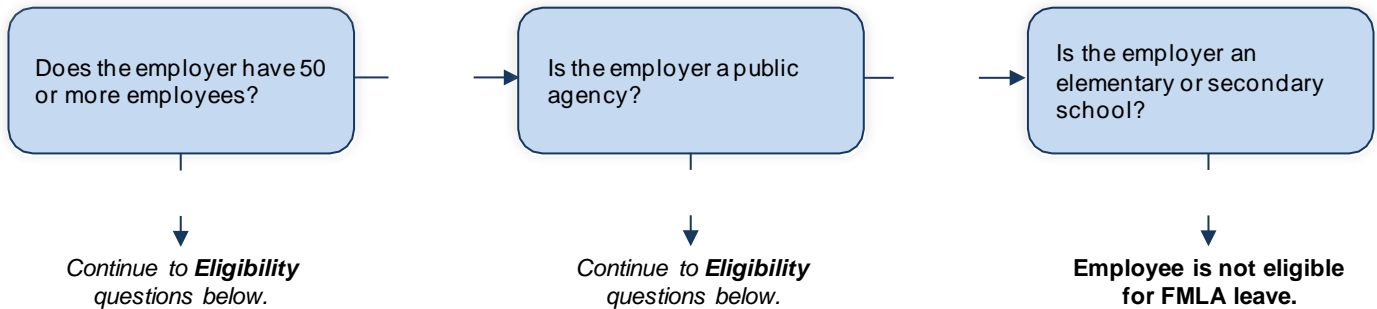 Does the employer have 50
or more employees?
Is the employer a public
agency?
Is the employer an
elementary or secondary
school?
Continue to Eligibility
questions below.
Continue to Eligibility
questions below.
Employee is not eligible
for FMLA leave.